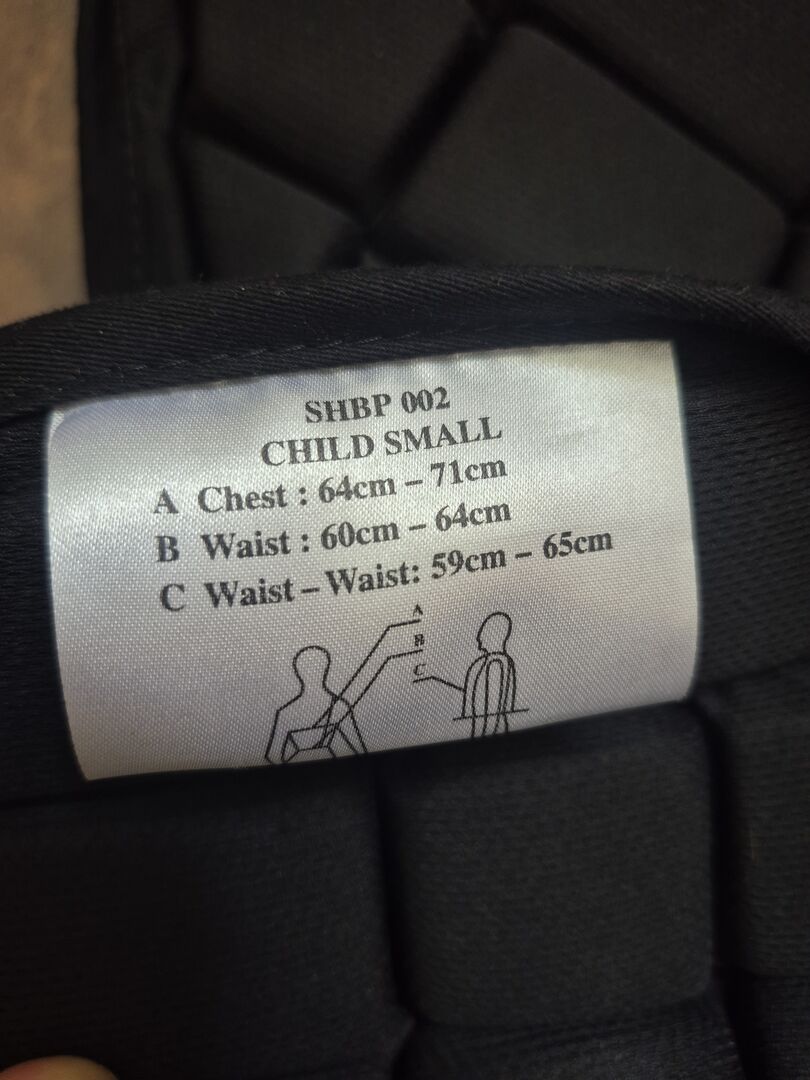 SHBP 002
CHILD SMALL
A Chest : 64cm – 71cm
B Waist : 60cm – 64cm
C Waist – Waist: 59cm – 65cm
A
B
C